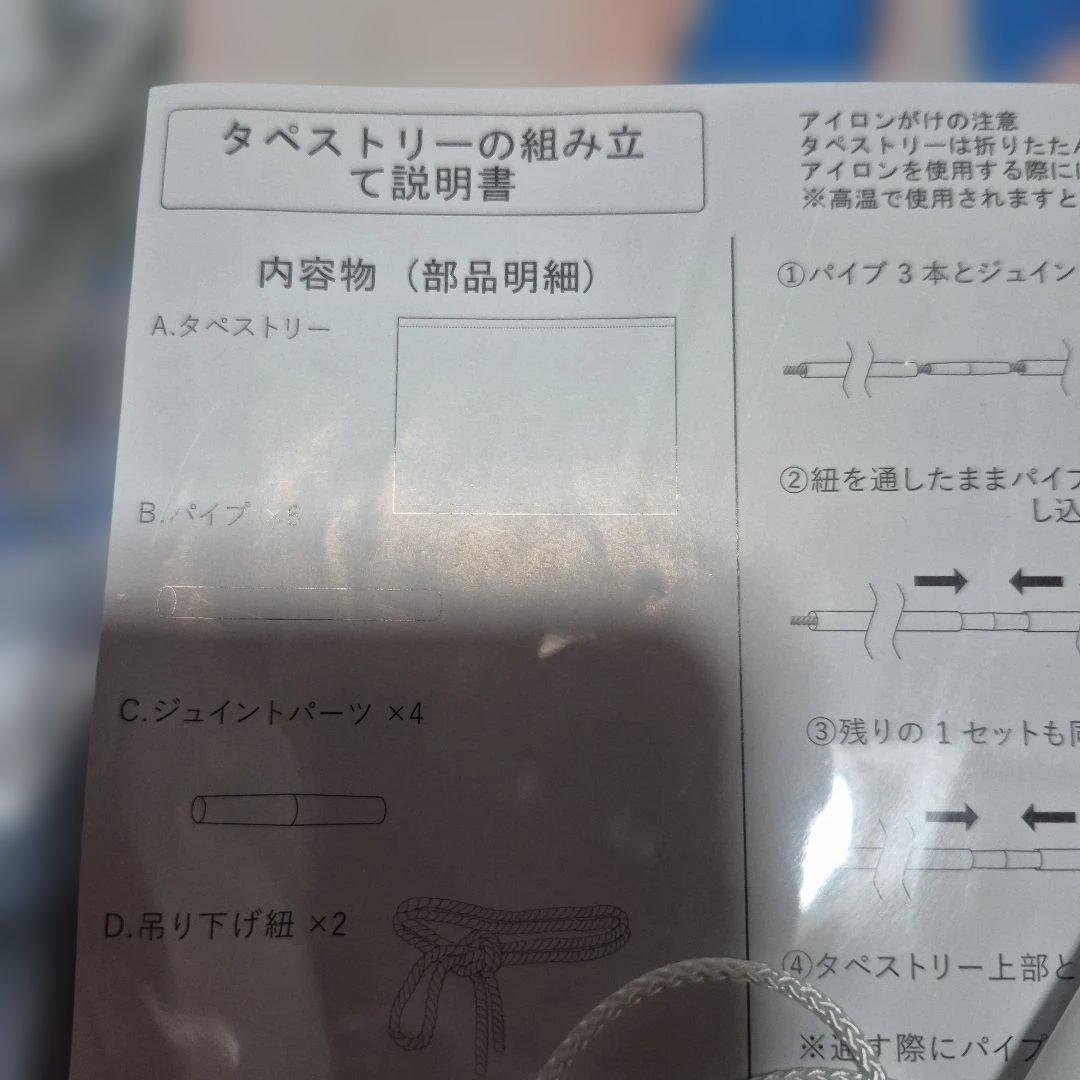 タペストリーの組み立
て説明書
内容物（部品明細）
A.タペストリー
B.パイプ
C.ジュイントパーツ ×4
D.吊り下げ紐 ×2
アイロンがけの注意
タペストリーは折りたた
アイロンを使用する際に
※高温で使用されますと
①パイプ 3 本とジュイン
②紐を通したままパイプ
し込
③残りの 1 セットも同
④タペストリー上部と
※通す際にパイプ